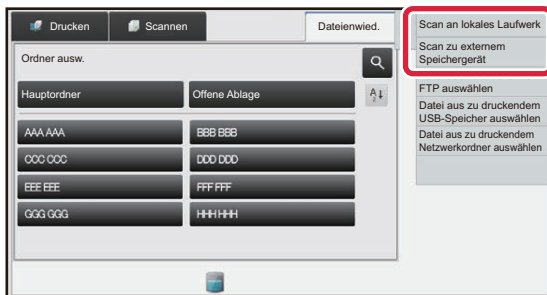 Drucken
Scannen
Dateienwied.
Ordner ausw.
Hauptordner
Offene Ablage
AAA AAA
BBB BBB
CCC CCC
DDD DDD
EEE EEE
FFF FFF
GGG GGG
HHH HHH
Scan an lokales Laufwerk
Scan zu externem
Speichergerät
FTP auswählen
Datei aus zu druckendem
USB-Speicher auswählen
Datei aus zu druckendem
Netzwerkordner auswählen